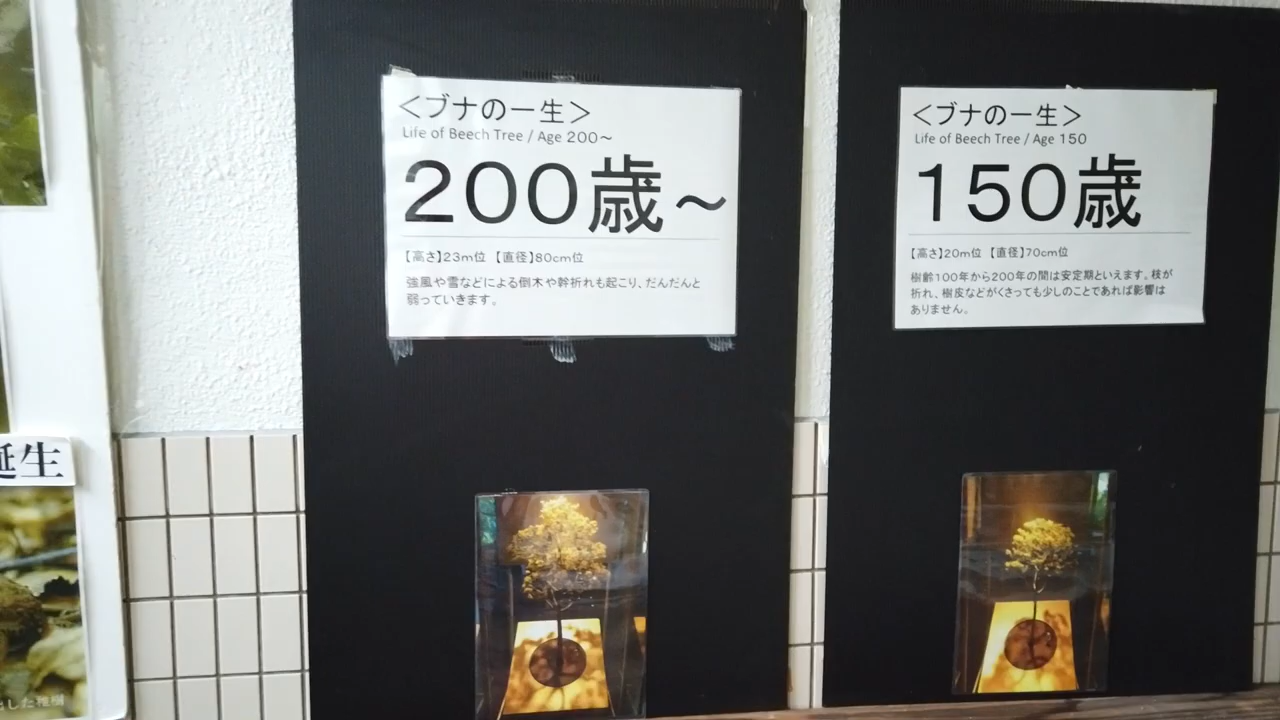 <ブナの一生>
Life of Beech Tree / Age 200～
200歳～
【高さ】23m位 【直径】80cm位
強風や雪などによる倒木や幹折れも起こり、だんだんと
弱っていきます。
<ブナの一生>
Life of Beech Tree / Age 150
150歳
【高さ】20m位 【直径】70cm位
樹齢100年から200年の間は安定期といえます。枝が
折れ、樹皮などがくさっても少しのことであれば影響は
ありません。
誕生
した稚樹